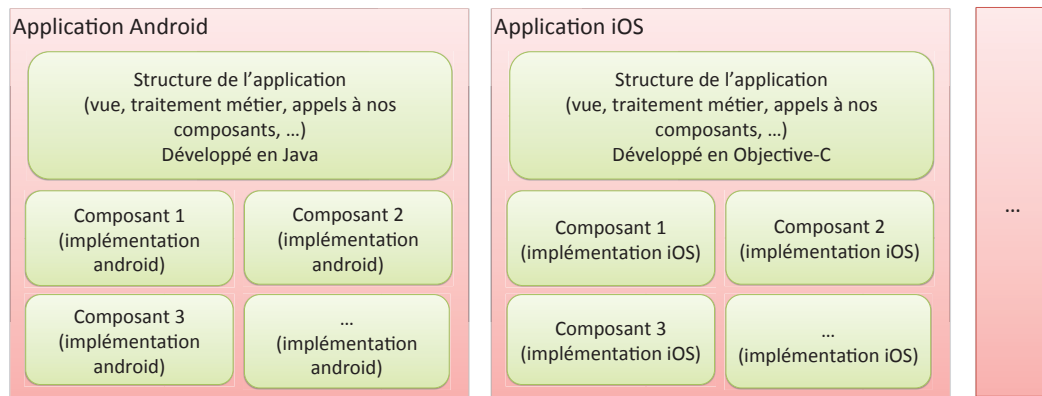 Application Android
Structure de l’application
(vue, traitement métier, appels à nos
composants, …)
Développé en Java
Composant 1
(implémentation
android)
Composant 2
(implémentation
android)
Composant 3
(implémentation
android)
…
(implémentation
android)
Application iOS
Structure de l’application
(vue, traitement métier, appels à nos
composants, …)
Développé en Objective-C
Composant 1
(implémentation iOS)
Composant 2
(implémentation iOS)
Composant 3
(implémentation iOS)
…
(implémentation iOS)
…